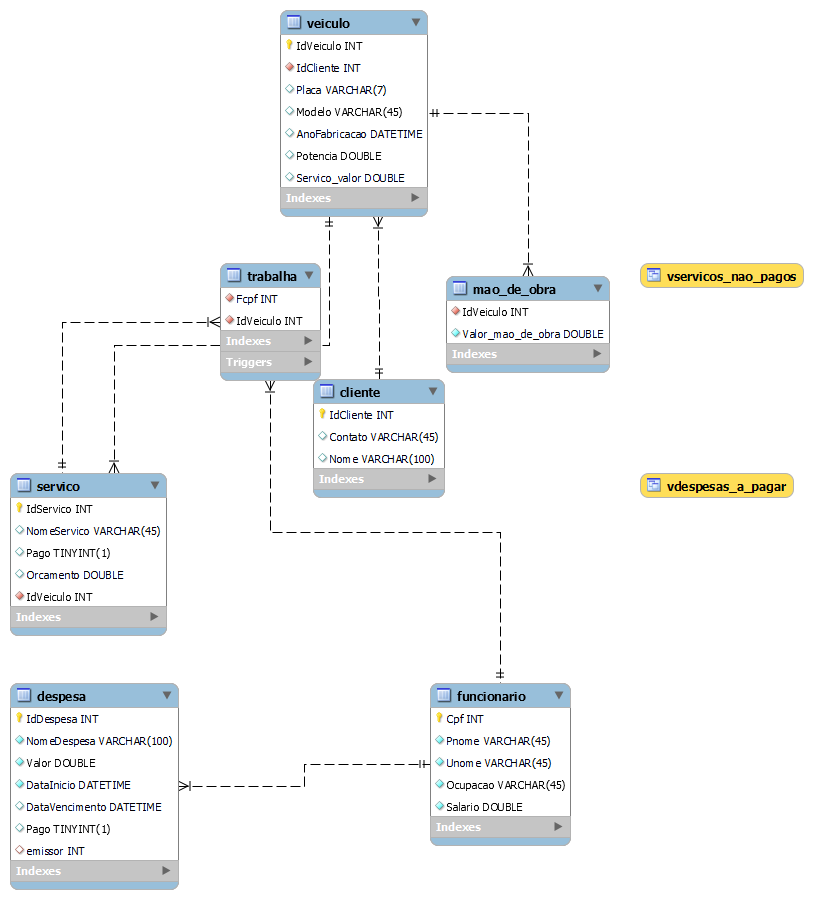 veiculo
IdVeiculo INT
IdCliente INT
Placa VARCHAR(7)
Modelo VARCHAR(45)
AnoFabricacao DATETIME
Potencia DOUBLE
Servico_valor DOUBLE
Indexes
trabalha
Fcpf INT
IdVeiculo INT
Indexes
Triggers
mao_de_obra
IdVeiculo INT
Valor_mao_de_obra DOUBLE
Indexes
vservicos_nao_pagos
cliente
IdCliente INT
Contato VARCHAR(45)
Nome VARCHAR(100)
Indexes
servico
IdServico INT
NomeServico VARCHAR(45)
Pago TINYINT(1)
Orcamento DOUBLE
IdVeiculo INT
Indexes
vdespesas_a_pagar
despesa
IdDespesa INT
NomeDespesa VARCHAR(100)
Valor DOUBLE
DataInicio DATETIME
DataVencimento DATETIME
Pago TINYINT(1)
emissor INT
Indexes
funcionario
Cpf INT
Pnome VARCHAR(45)
Unome VARCHAR(45)
Ocupacao VARCHAR(45)
Salario DOUBLE
Indexes